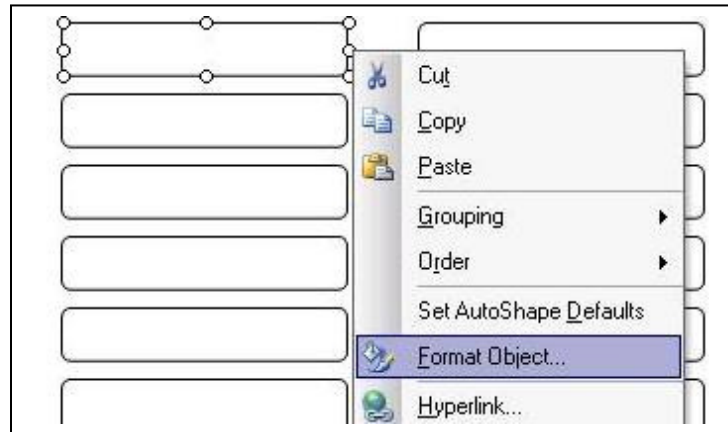 Cut
Copy
Paste
Grouping
Order
Set AutoShape Defaults
Format Object...
Hyperlink...